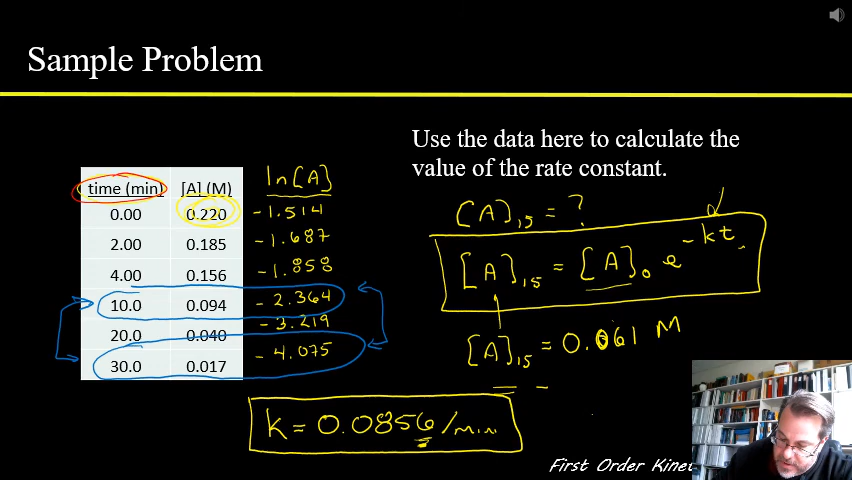 Sample Problem
Use the data here to calculate the
value of the rate constant.
time (min) [A] (M) ln[A]
0.00 0.220 -1.514
2.00 0.185 -1.687
4.00 0.156 -1.858
10.0 0.094 -2.364
20.0 0.040 -3.219
30.0 0.017 -4.075
[A]15 = ?
[A]15 = [A]0 e-kt
[A]15 = 0.061 M
k = 0.0856/min
First Order Kine